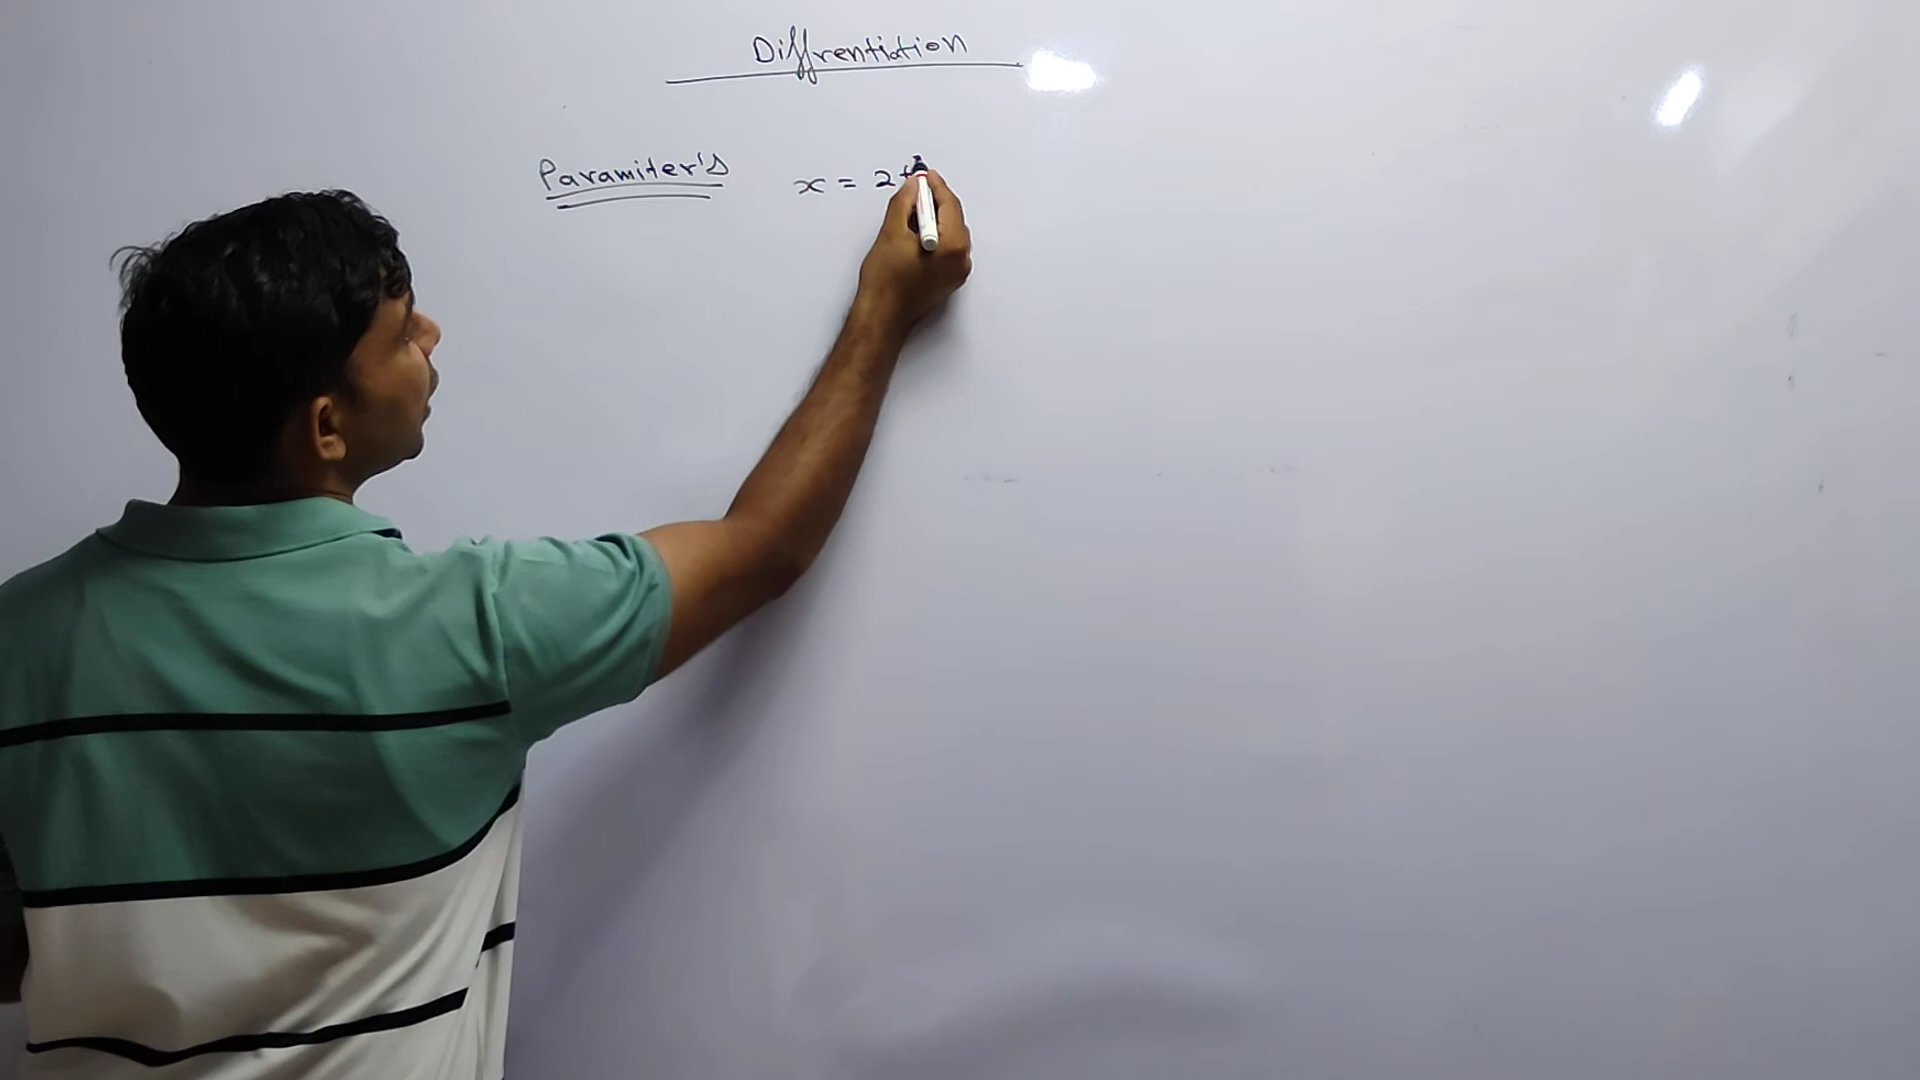 Diffrentiation
Paramiter's x = 2t